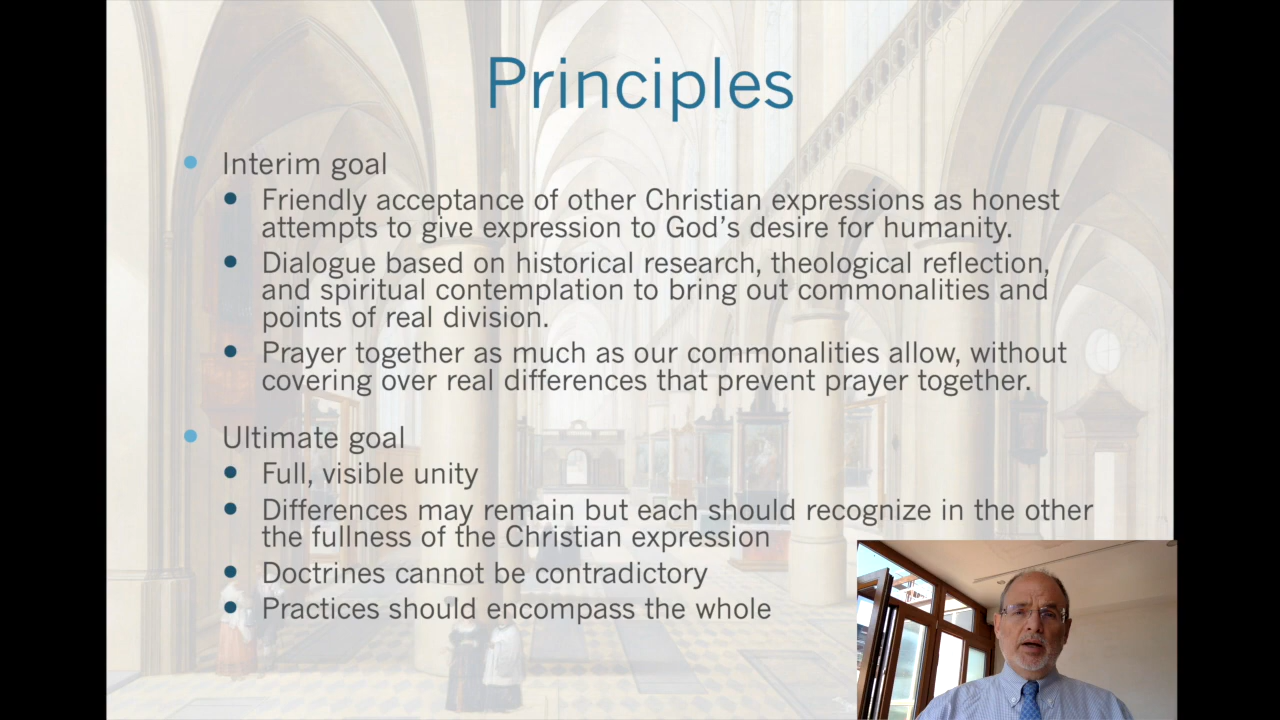 Principles
Interim goal
Friendly acceptance of other Christian expressions as honest
attempts to give expression to God’s desire for humanity.
Dialogue based on historical research, theological reflection,
and spiritual contemplation to bring out commonalities and
points of real division.
Prayer together as much as our commonalities allow, without
covering over real differences that prevent prayer together.
Ultimate goal
Full, visible unity
Differences may remain but each should recognize in the other
the fullness of the Christian expression
Doctrines cannot be contradictory
Practices should encompass the whole